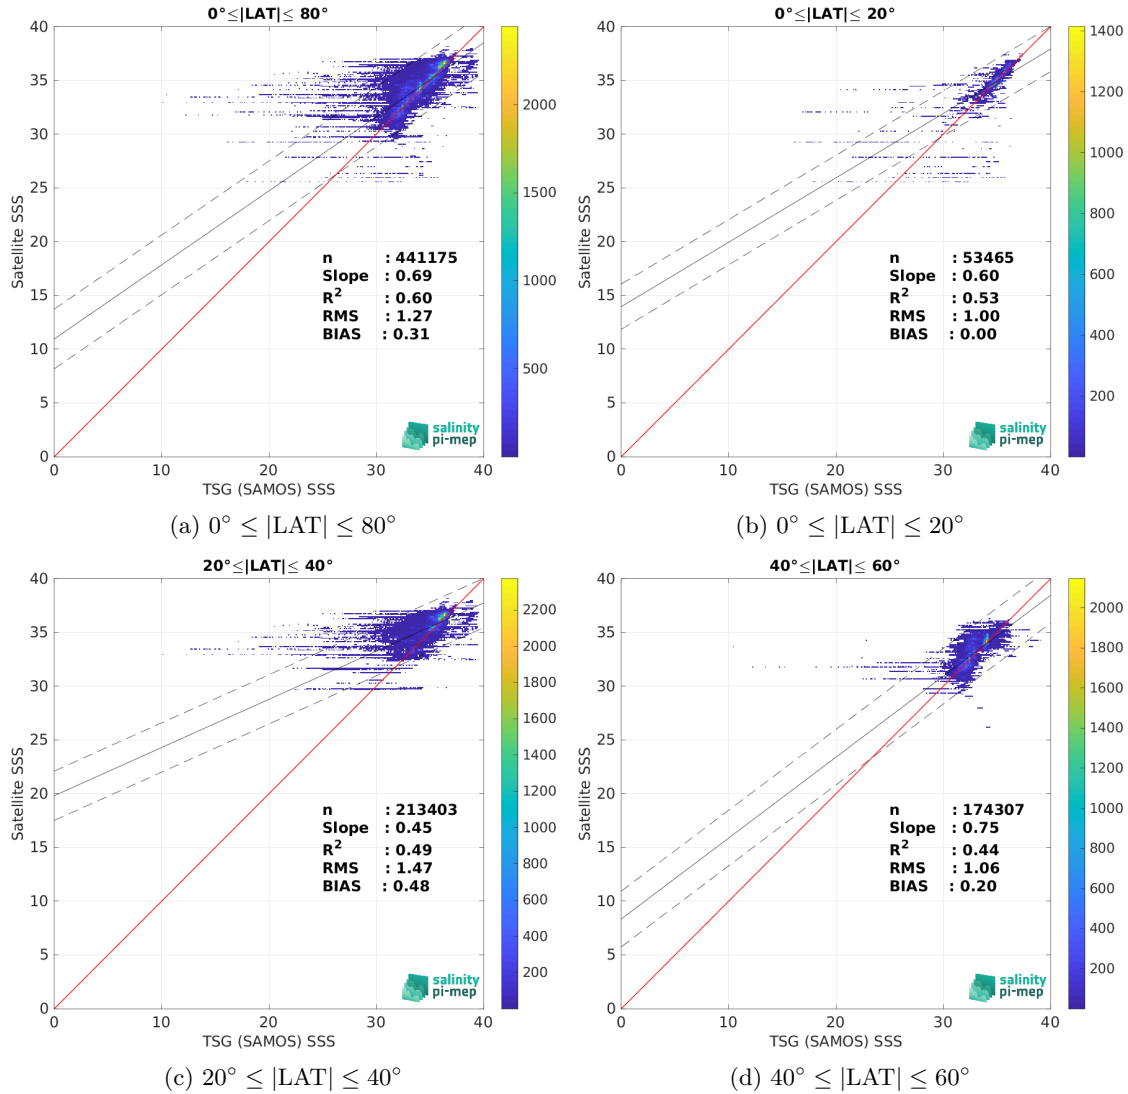 0°≤|LAT|≤ 80°
40
35
30
25
20
15
10
5
0
Satellite SSS
0
10
20
30
40
TSG (SAMOS) SSS
n : 441175
Slope : 0.69
R² : 0.60
RMS : 1.27
BIAS : 0.31
salinity
pi-mep
2000
1500
1000
500
(a) 0° ≤ |LAT| ≤ 80°
0°≤|LAT|≤ 20°
40
35
30
25
20
15
10
5
0
Satellite SSS
0
10
20
30
40
TSG (SAMOS) SSS
n : 53465
Slope : 0.60
R² : 0.53
RMS : 1.00
BIAS : 0.00
salinity
pi-mep
1400
1200
1000
800
600
400
200
(b) 0° ≤ |LAT| ≤ 20°
20°≤|LAT|≤ 40°
40
35
30
25
20
15
10
5
0
Satellite SSS
0
10
20
30
40
TSG (SAMOS) SSS
n : 213403
Slope : 0.45
R² : 0.49
RMS : 1.47
BIAS : 0.48
salinity
pi-mep
2200
2000
1800
1600
1400
1200
1000
800
600
400
200
(c) 20° ≤ |LAT| ≤ 40°
40°≤|LAT|≤ 60°
40
35
30
25
20
15
10
5
0
Satellite SSS
0
10
20
30
40
TSG (SAMOS) SSS
n : 174307
Slope : 0.75
R² : 0.44
RMS : 1.06
BIAS : 0.20
salinity
pi-mep
2000
1800
1600
1400
1200
1000
800
600
400
200
(d) 40° ≤ |LAT| ≤ 60°